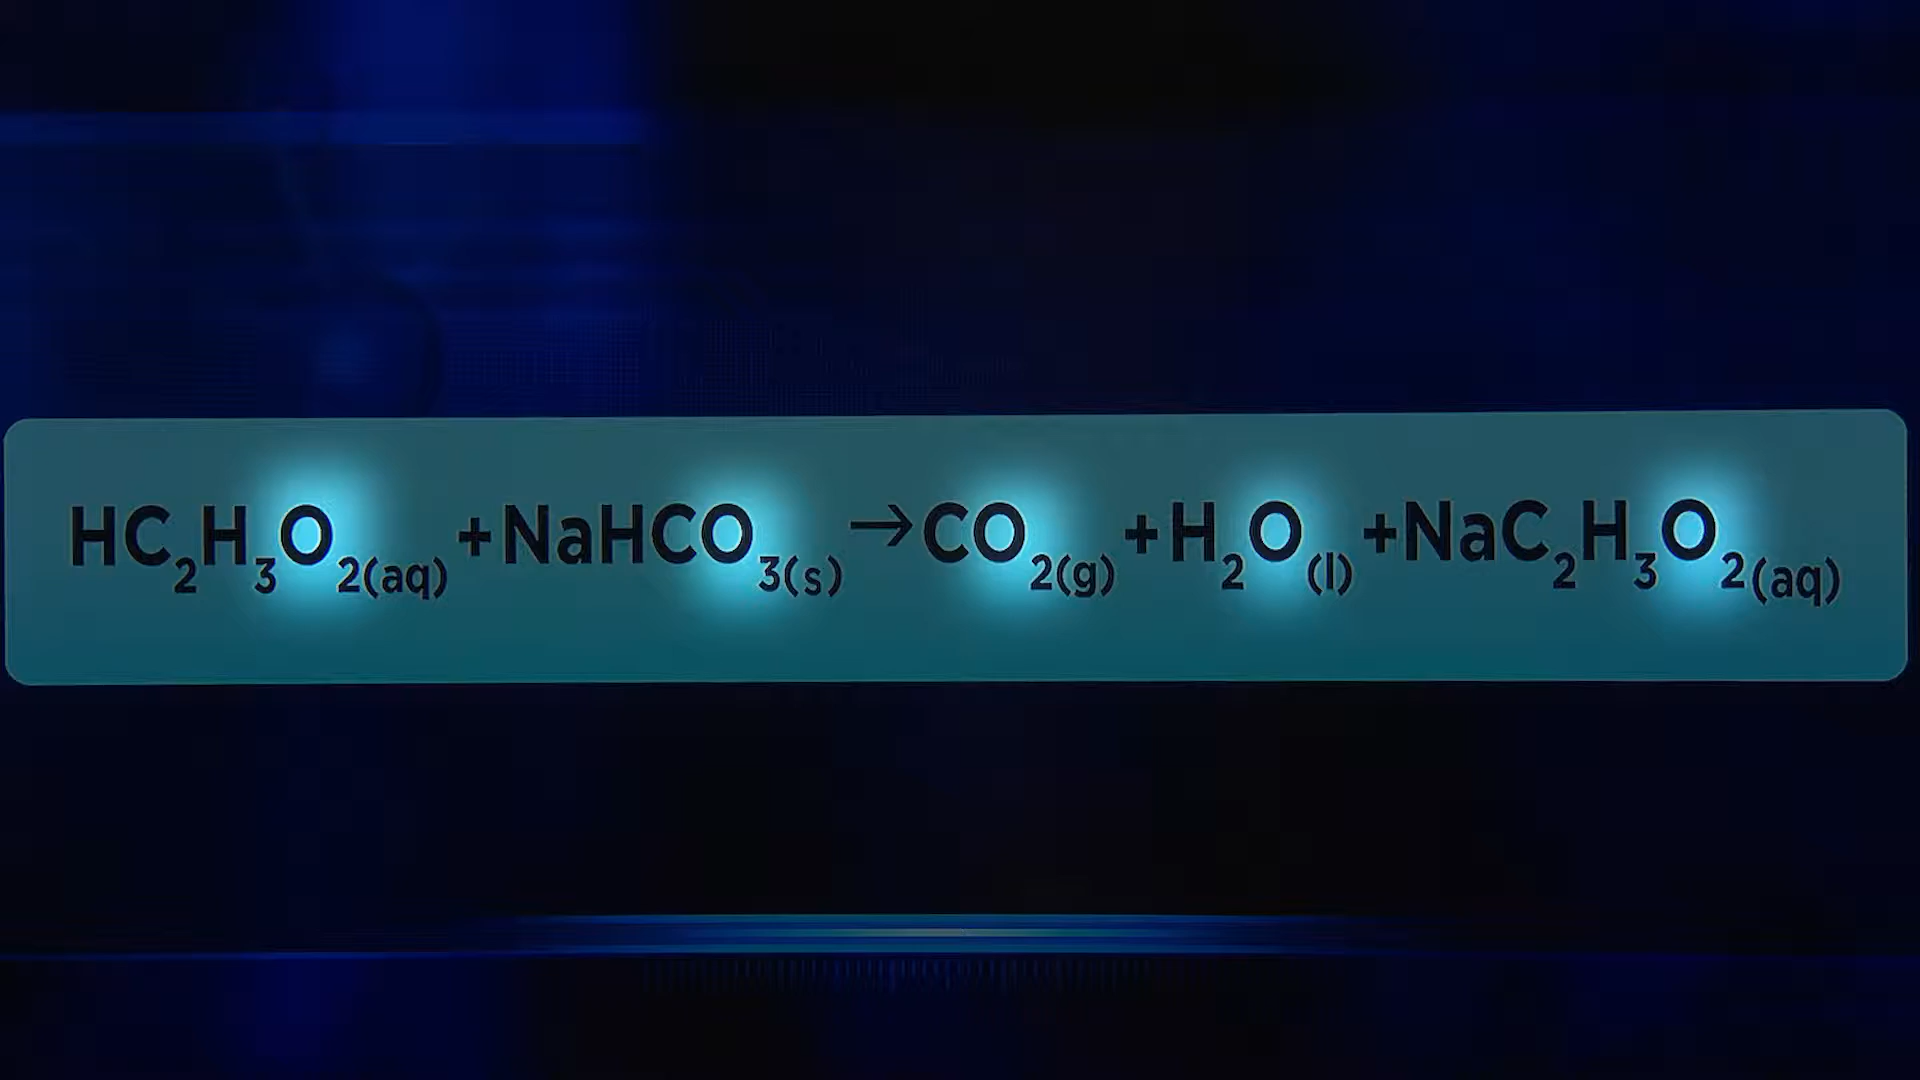 HC₂H₃O₂(aq) +NaHCO₃(s) →CO₂(g) +H₂O(l) +NaC₂H₃O₂(aq)